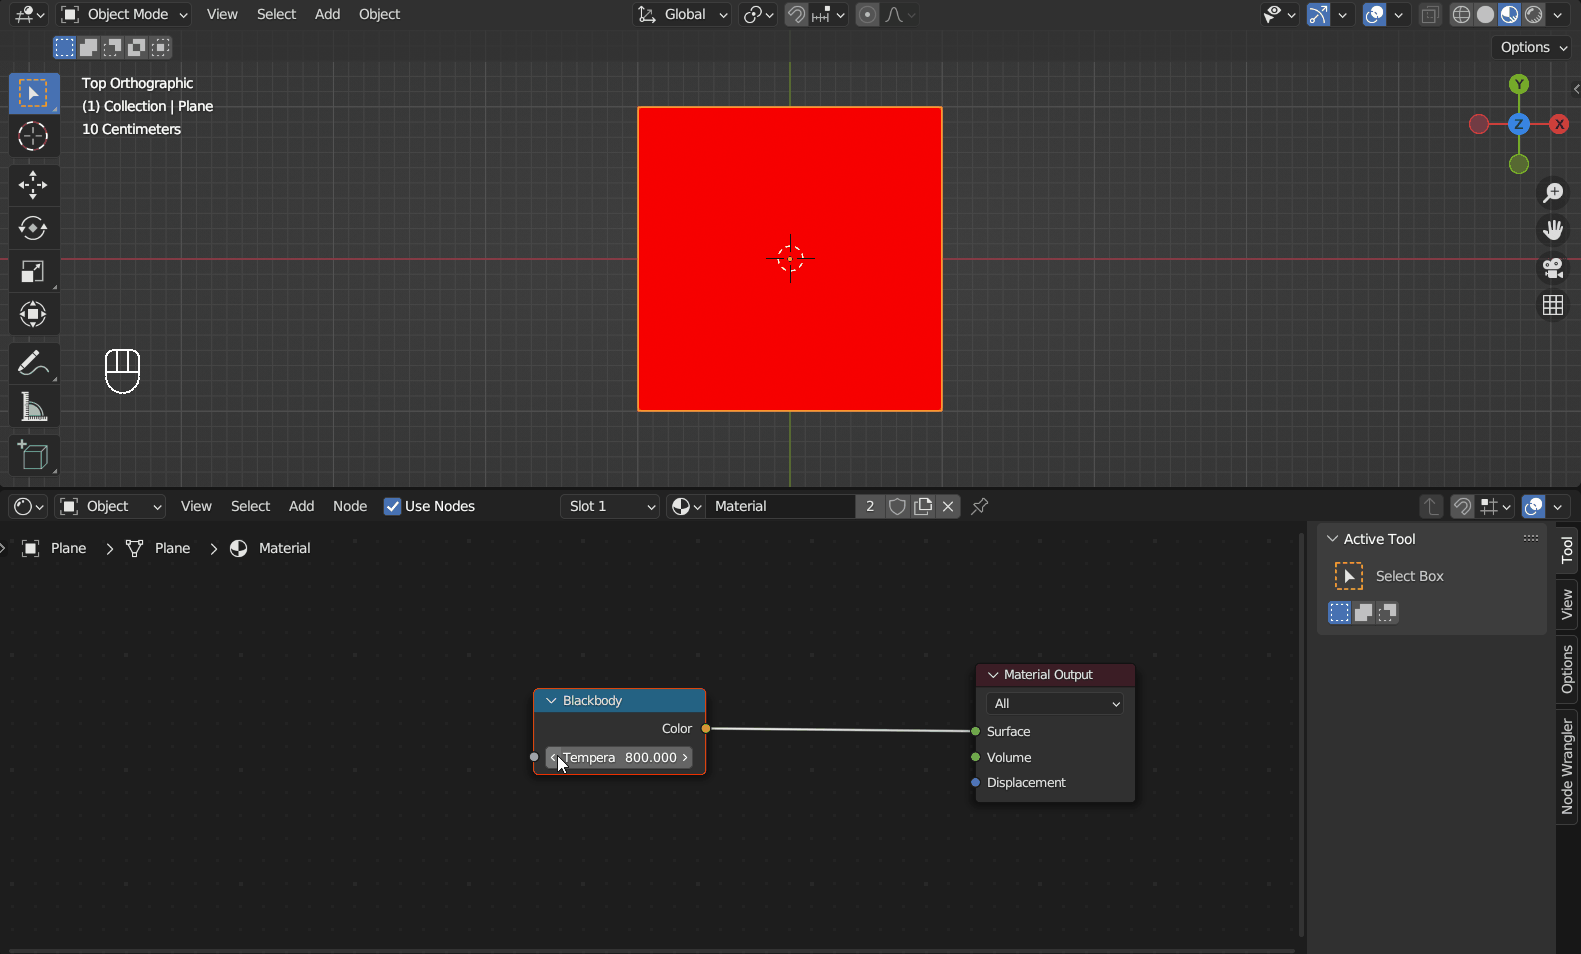 Object Mode View Select Add Object Global
Options
Top Orthographic
(1) Collection | Plane
10 Centimeters
Y
Z
X
Object View Select Add Node Use Nodes Slot 1 Material 2
Plane Plane Material
Active Tool
Select Box
Tool
View
Options
Node Wrangler
Blackbody
Color
Tempera 800.000
Material Output
All
Surface
Volume
Displacement